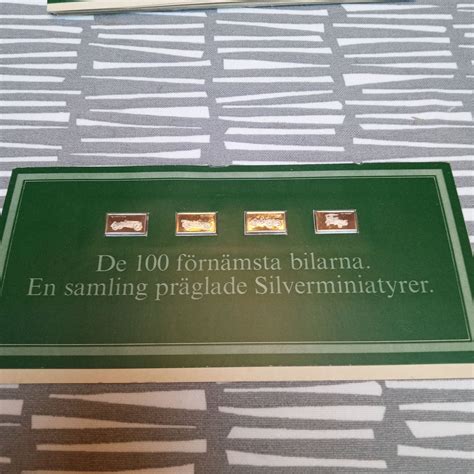 De 100 förnämsta bilarna.
En samling präglade Silverminiatyrer.